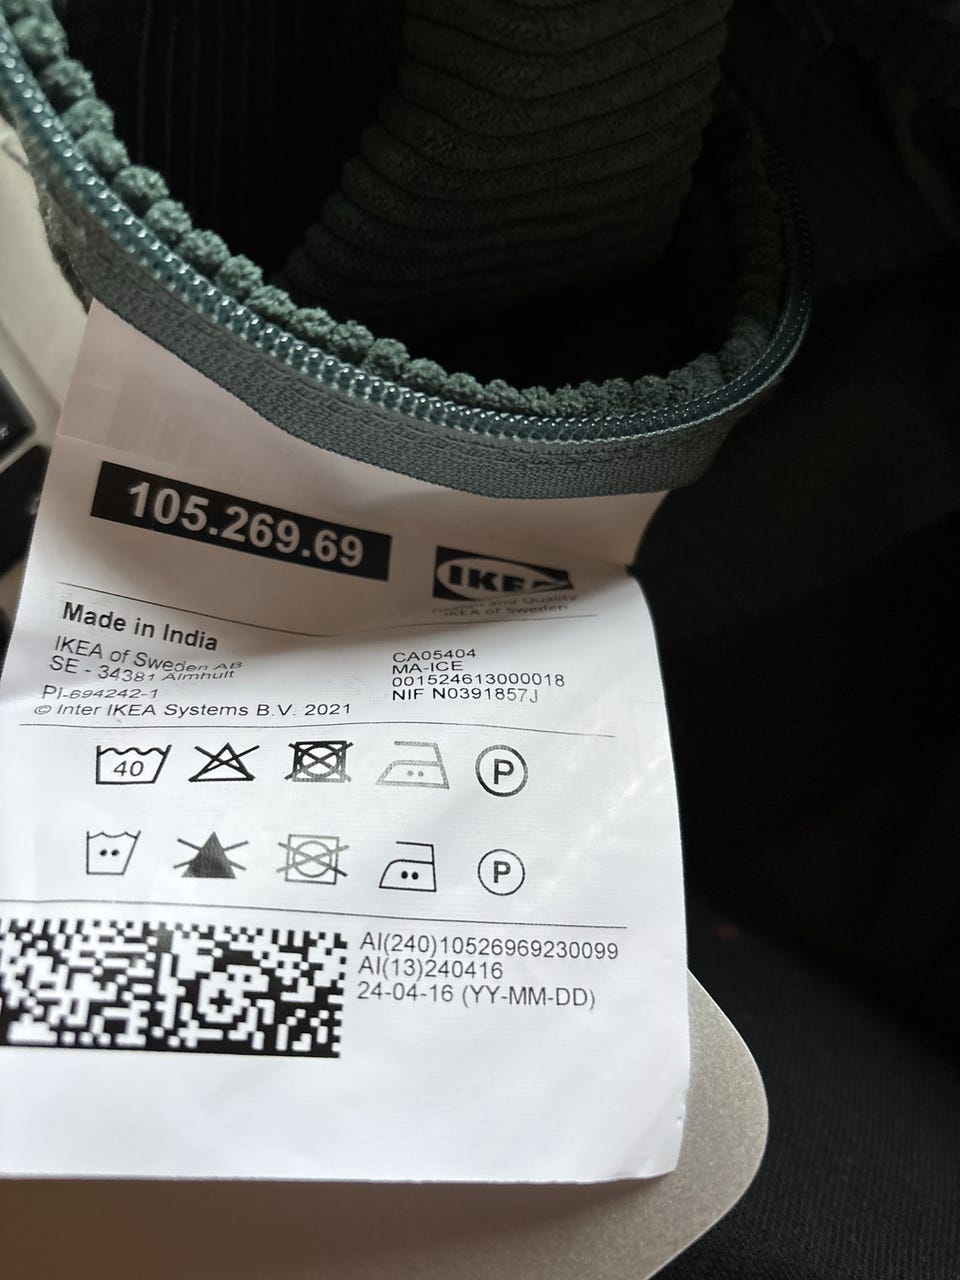 105.269.69
IKEA
Design and Quality
IKEA of Sweden
Made in India
IKEA of Sweden AB
SE - 34381 Älmhult
PI-694242-1
© Inter IKEA Systems B.V. 2021
CA05404
MA-ICE
001524613000018
NIF N0391857J
40
P
P
AI(240)10526969230099
AI(13)240416
24-04-16 (YY-MM-DD)